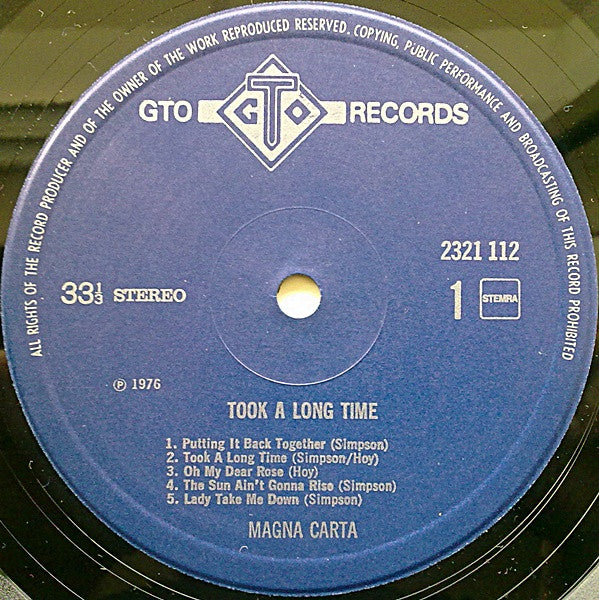 ALL RIGHTS OF THE RECORD PRODUCER AND OF THE OWNER OF THE WORK REPRODUCED RESERVED. COPYING, PUBLIC PERFORMANCE AND BROADCASTING OF THIS RECORD PROHIBITED
GTO GTO RECORDS
2321 112
33⅓ STEREO 1 STEMRA
Ⓟ 1976
TOOK A LONG TIME
1. Putting It Back Together (Simpson)
2. Took A Long Time (Simpson/Hoy)
3. Oh My Dear Rose (Hoy)
4. The Sun Ain't Gonna Rise (Simpson)
5. Lady Take Me Down (Simpson)
MAGNA CARTA